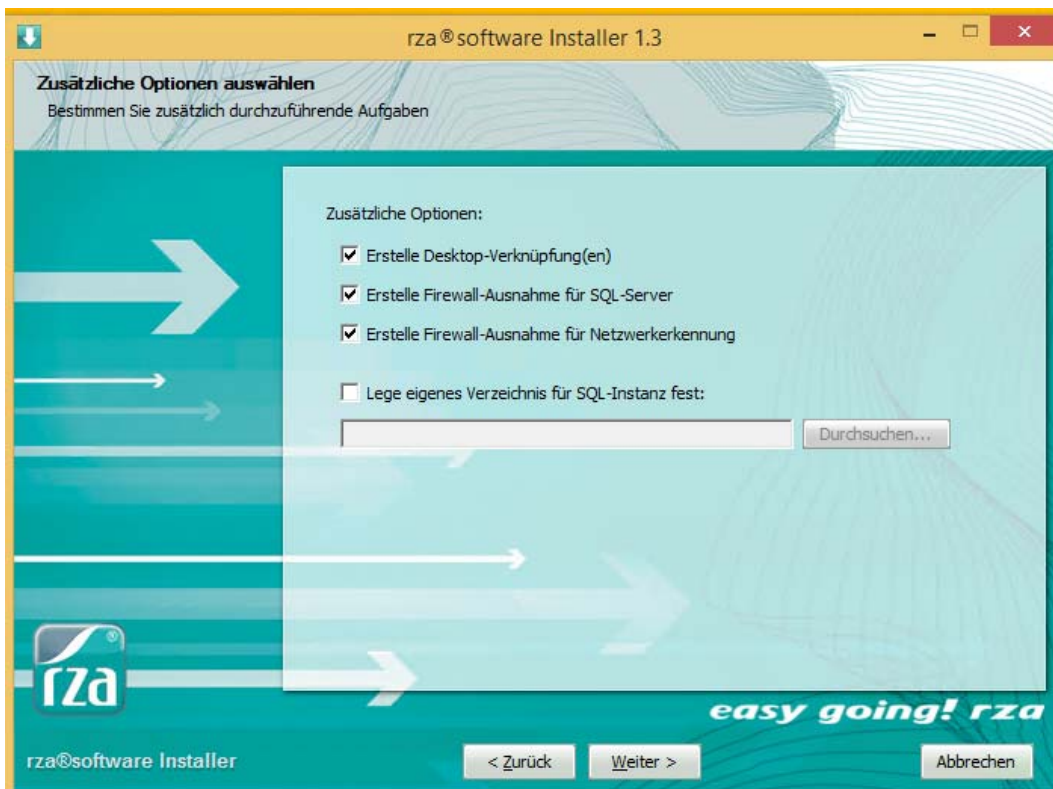 rza®software Installer 1.3
Zusätzliche Optionen auswählen
Bestimmen Sie zusätzlich durchzuführende Aufgaben
Zusätzliche Optionen:
Erstelle Desktop-Verknüpfung(en)
Erstelle Firewall-Ausnahme für SQL-Server
Erstelle Firewall-Ausnahme für Netzwerkerkennung
Lege eigenes Verzeichnis für SQL-Instanz fest:
Durchsuchen...
rza®
easy going! rza
rza®software Installer
< Zurück
Weiter >
Abbrechen